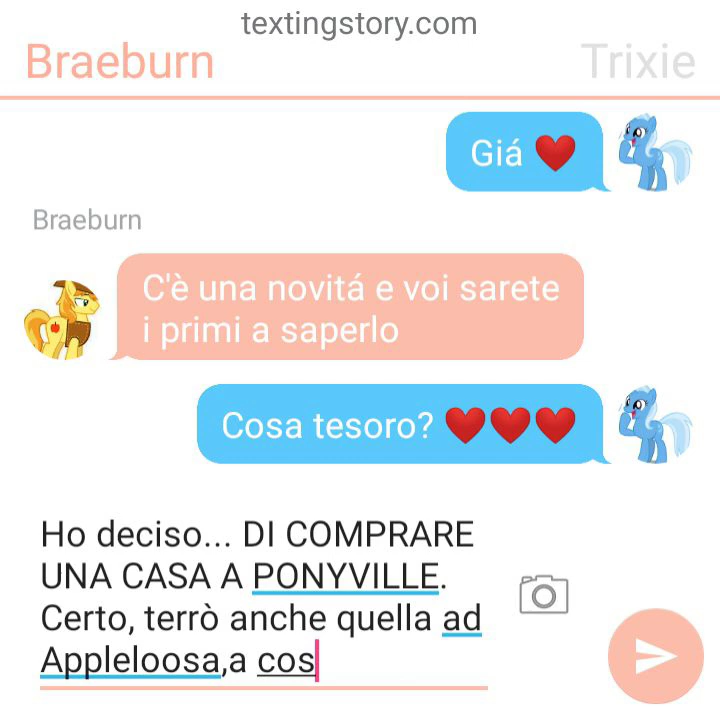 textingstory.com
Braeburn
Trixie
Giá ❤️
Braeburn
C'è una novitá e voi sarete
i primi a saperlo
Cosa tesoro? ❤️❤️❤️
Ho deciso... DI COMPRARE
UNA CASA A PONYVILLE.
Certo, terrò anche quella ad
Appleloosa,a cos